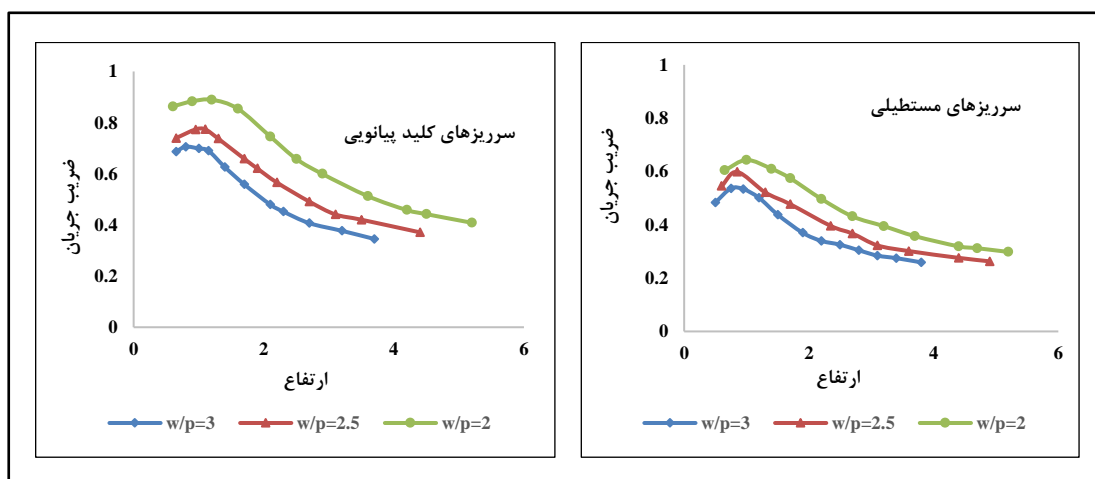 سرریزهای کلید پیانویی
ضریب جریان
1
0.8
0.6
0.4
0.2
0
0
2
4
6
ارتفاع
w/p=3
w/p=2.5
w/p=2
سرریزهای مستطیلی
ضریب جریان
1
0.8
0.6
0.4
0.2
0
0
2
4
6
ارتفاع
w/p=3
w/p=2.5
w/p=2